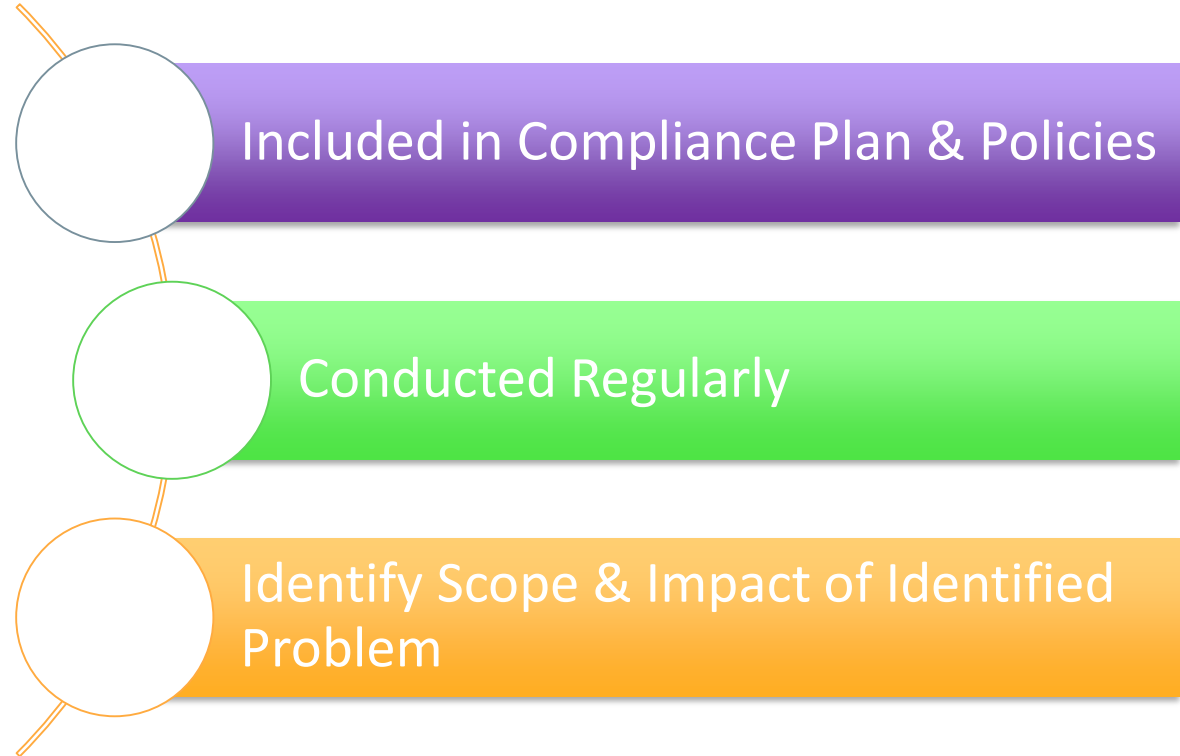 Included in Compliance Plan & Policies
Conducted Regularly
Identify Scope & Impact of Identified
Problem